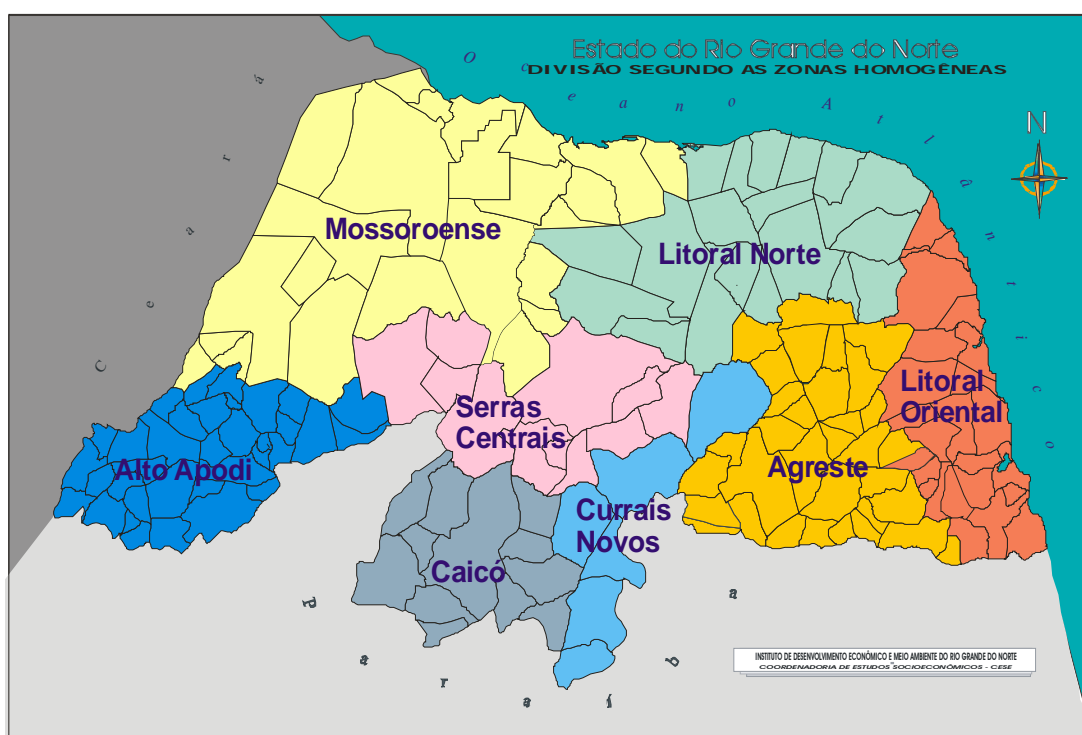 Estado do Rio Grande do Norte
DIVISÃO SEGUNDO AS ZONAS HOMOGÊNEAS
Oceano Atlântico
Ceará
N
Mossoroense
Litoral Norte
Serras
Centrais
Litoral
Oriental
Alto Apodi
Agreste
Currais
Novos
Caicó
Paraíba
INSTITUTO DE DESENVOLVIMENTO ECONÔMICO E MEIO AMBIENTE DO RIO GRANDE DO NORTE
COORDENADORIA DE ESTUDOS SOCIOECONÔMICOS - CESE